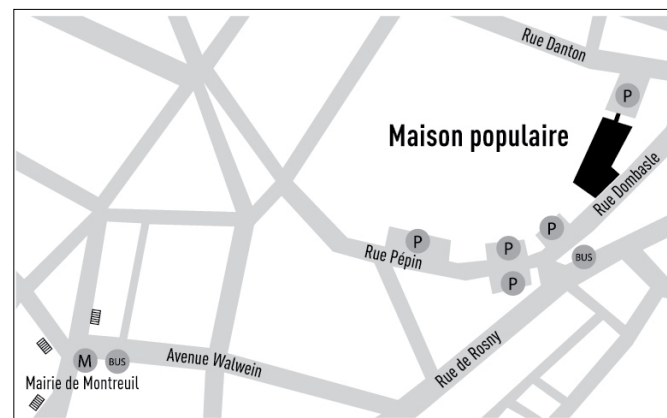 Rue Danton
P
Maison populaire
Rue Dombasle
P
P
P
Rue Pépin
P
BUS
Rue de Rosny
Avenue Walwein
M
BUS
Mairie de Montreuil